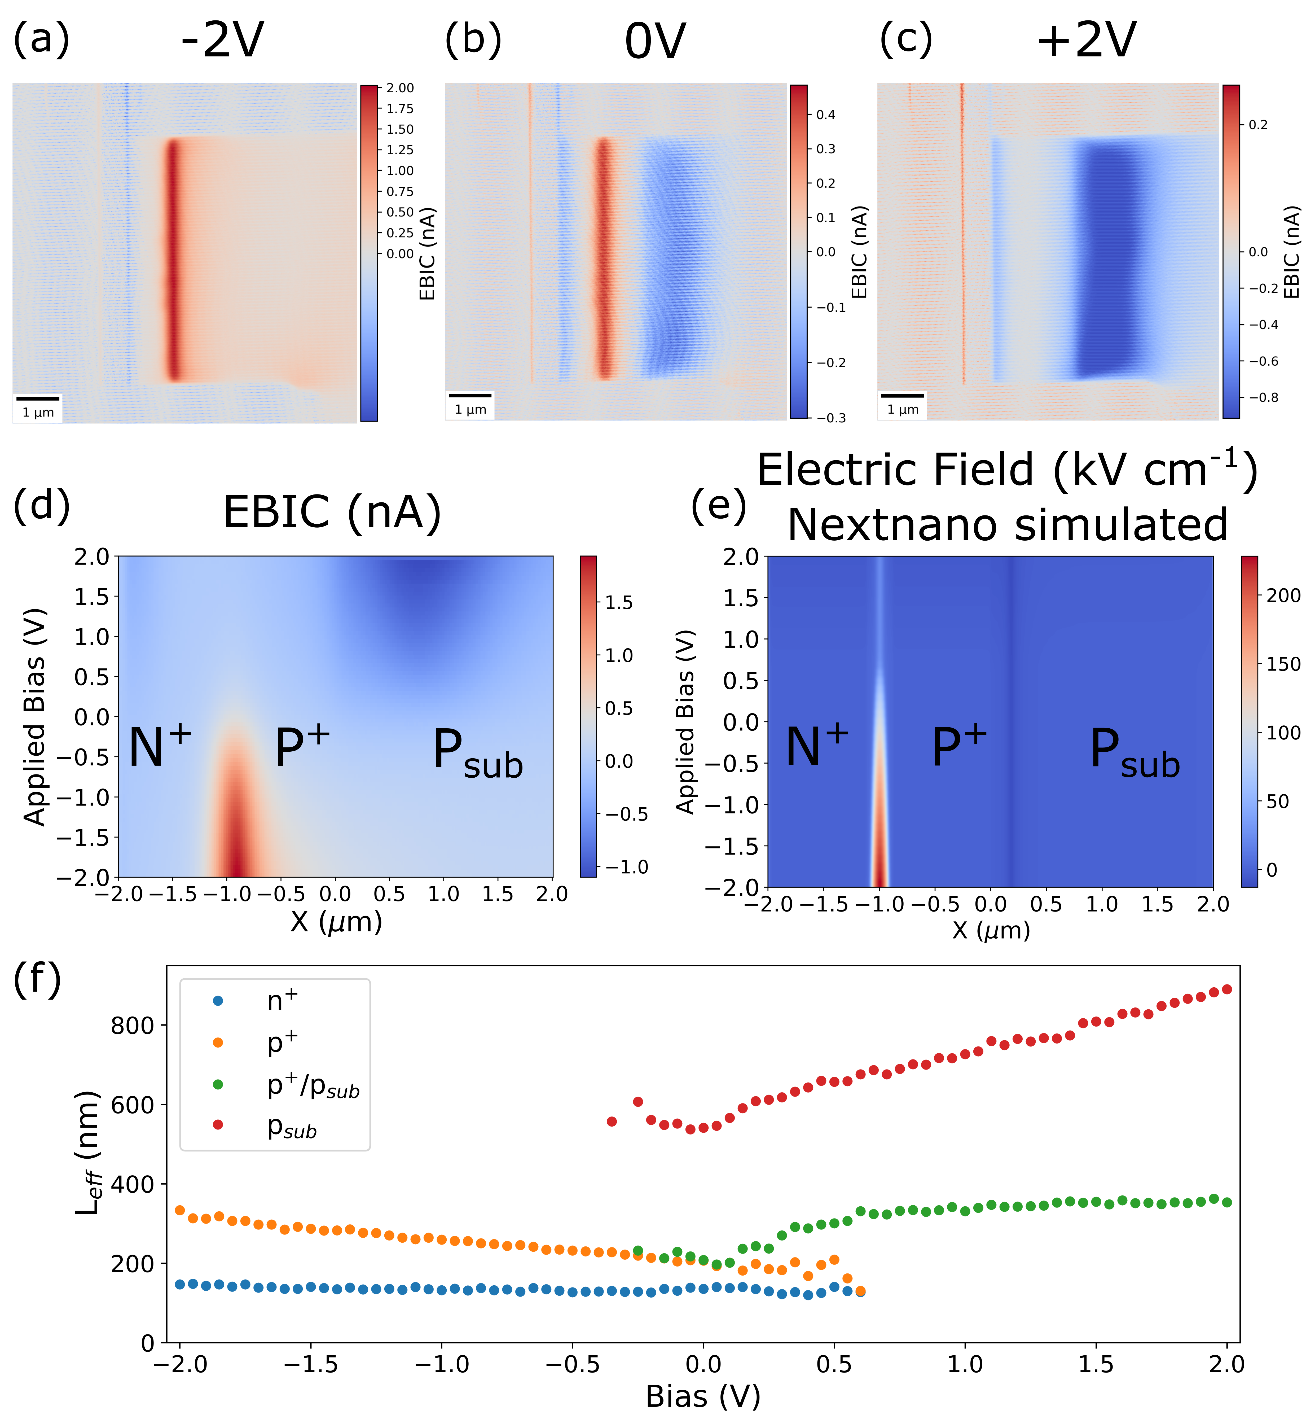 (a) -2V
(b) 0V
(c) +2V
2.00
1.75
1.50
1.25
1.00
0.75
0.50
0.25
0.00
EBIC (nA)
1 μm
0.4
0.3
0.2
0.1
0.0
−0.1
−0.2
−0.3
EBIC (nA)
1 μm
0.2
0.0
−0.2
−0.4
−0.6
−0.8
EBIC (nA)
1 μm
(d) EBIC (nA)
2.0
1.5
1.0
0.5
0.0
−0.5
−1.0
−1.5
−2.0
Applied Bias (V)
N+ P+ Psub
−2.0 −1.5 −1.0 −0.5 0.0 0.5 1.0 1.5 2.0
X (μm)
1.5
1.0
0.5
0.0
−0.5
−1.0
(e) Electric Field (kV cm-1)
Nextnano simulated
2.0
1.5
1.0
0.5
0.0
−0.5
−1.0
−1.5
−2.0
Applied Bias (V)
N+ P+ Psub
−2.0 −1.5 −1.0 −0.5 0.0 0.5 1.0 1.5 2.0
X (μm)
200
150
100
50
0
(f)
n+
p+
p+/psub
psub
800
600
400
200
0
Leff (nm)
−2.0 −1.5 −1.0 −0.5 0.0 0.5 1.0 1.5 2.0
Bias (V)